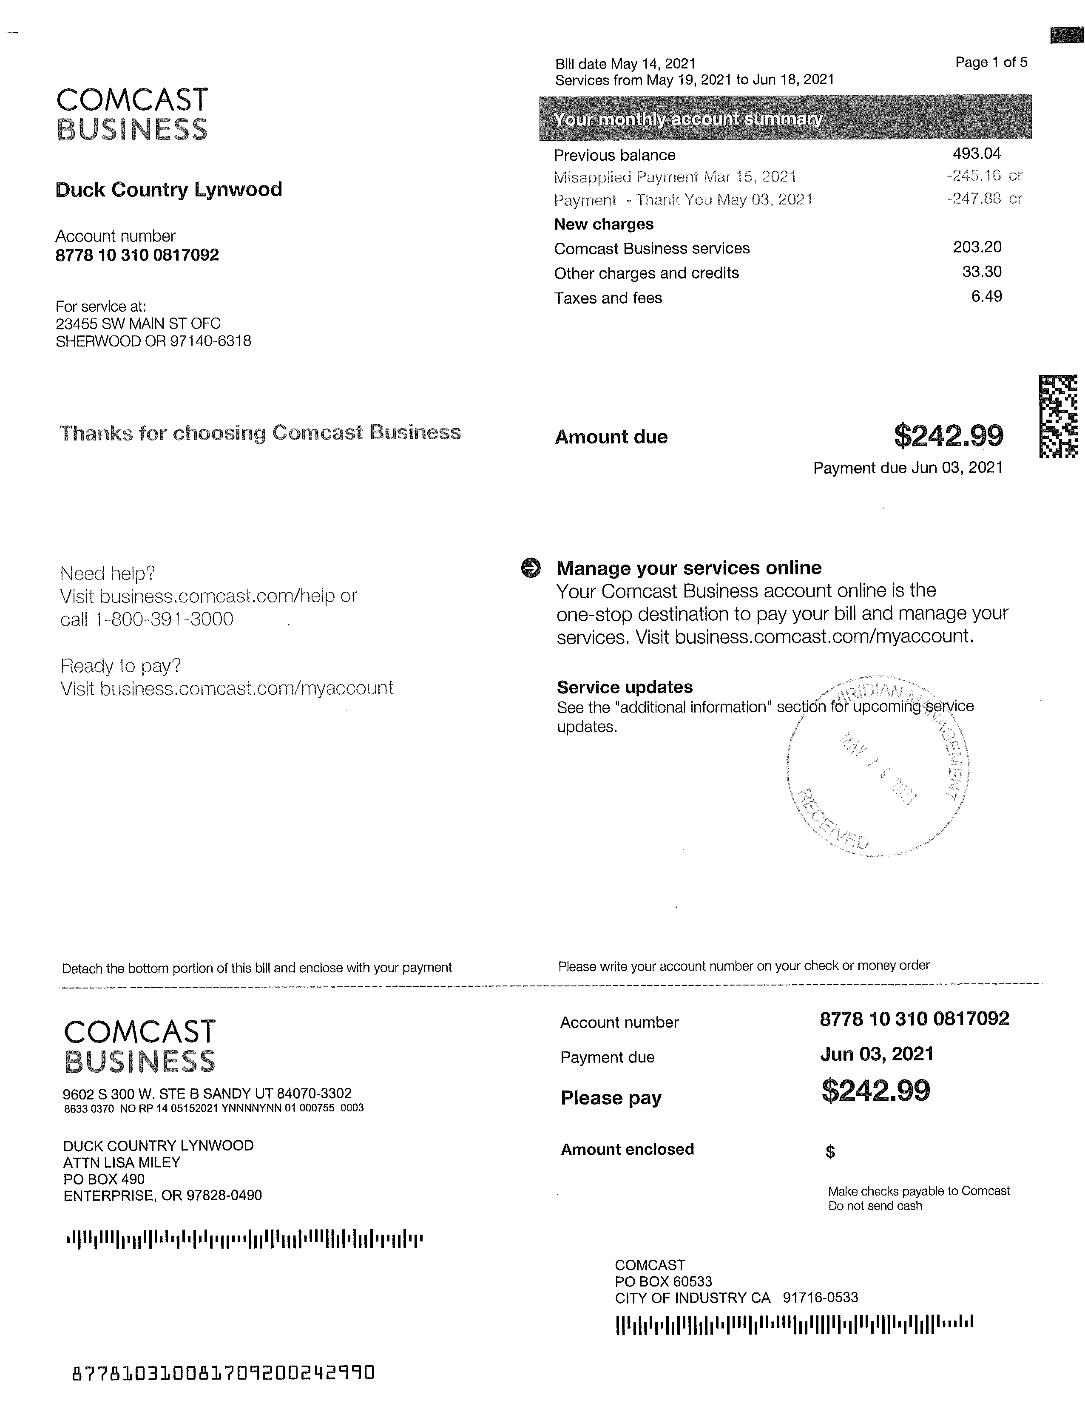 Bill date May 14, 2021
Services from May 19, 2021 to Jun 18, 2021
Page 1 of 5
COMCAST
BUSINESS
Duck Country Lynwood
Account number
8778 10 310 0817092
For service at:
23455 SW MAIN ST OFC
SHERWOOD OR 97140-6318
Your monthly account summary
Previous balance 493.04
Misapplied Payment Mar 15, 2021 -245.16 cr
Payment - Thank You May 03, 2021 -247.88 cr
New charges
Comcast Business services 203.20
Other charges and credits 33.30
Taxes and fees 6.49
Thanks for choosing Comcast Business
Amount due $242.99
Payment due Jun 03, 2021
Need help?
Visit business.comcast.com/help or
call 1-800-391-3000
Ready to pay?
Visit business.comcast.com/myaccount
Manage your services online
Your Comcast Business account online is the
one-stop destination to pay your bill and manage your
services. Visit business.comcast.com/myaccount.
Service updates
See the "additional information" section for upcoming service
updates.
RECEIVED
Detach the bottom portion of this bill and enclose with your payment
Please write your account number on your check or money order
COMCAST
BUSINESS
9602 S 300 W. STE B SANDY UT 84070-3302
8633 0370 NO RP 14 05152021 YNNNNYNN 01 000755 0003
DUCK COUNTRY LYNWOOD
ATTN LISA MILEY
PO BOX 490
ENTERPRISE, OR 97828-0490
Account number 8778 10 310 0817092
Payment due Jun 03, 2021
Please pay $242.99
Amount enclosed $
Make checks payable to Comcast
Do not send cash
COMCAST
PO BOX 60533
CITY OF INDUSTRY CA 91716-0533
8778103100817092002429​90